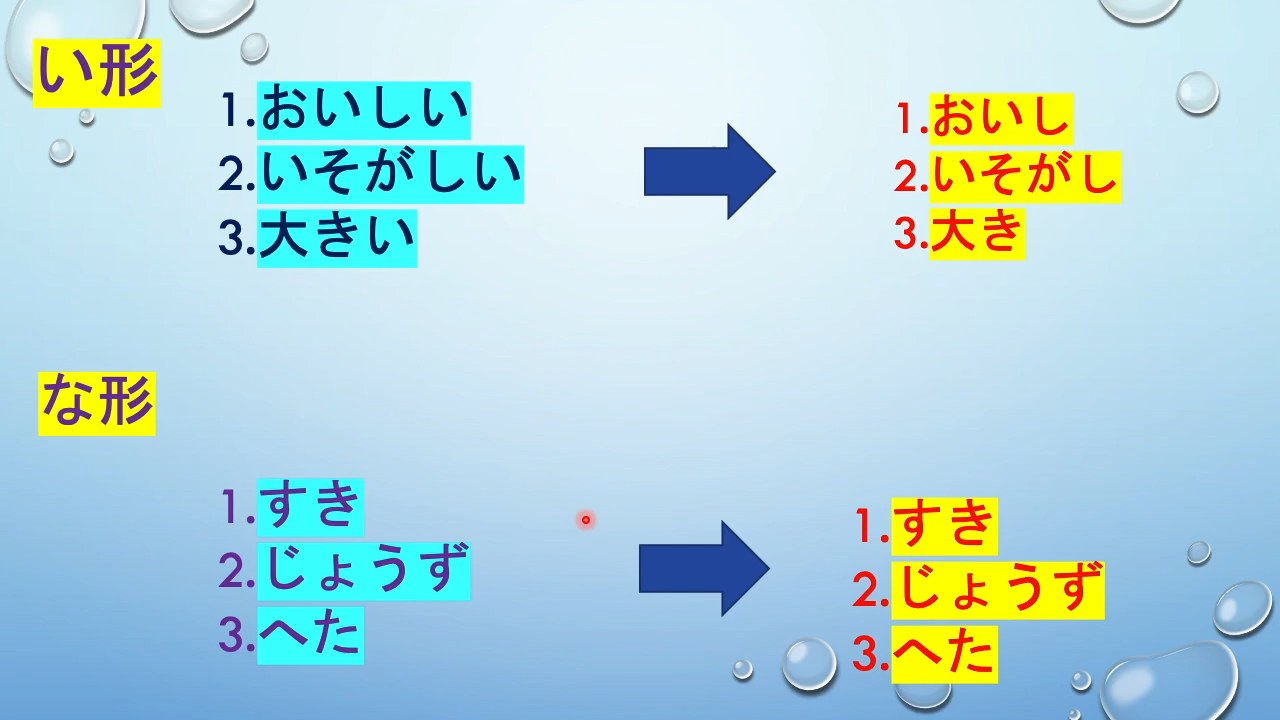 い形
1.おいしい
2.いそがしい
3.大きい
1.おいし
2.いそがし
3.大き
な形
1.すき
2.じょうず
3.へた
1.すき
2.じょうず
3.へた